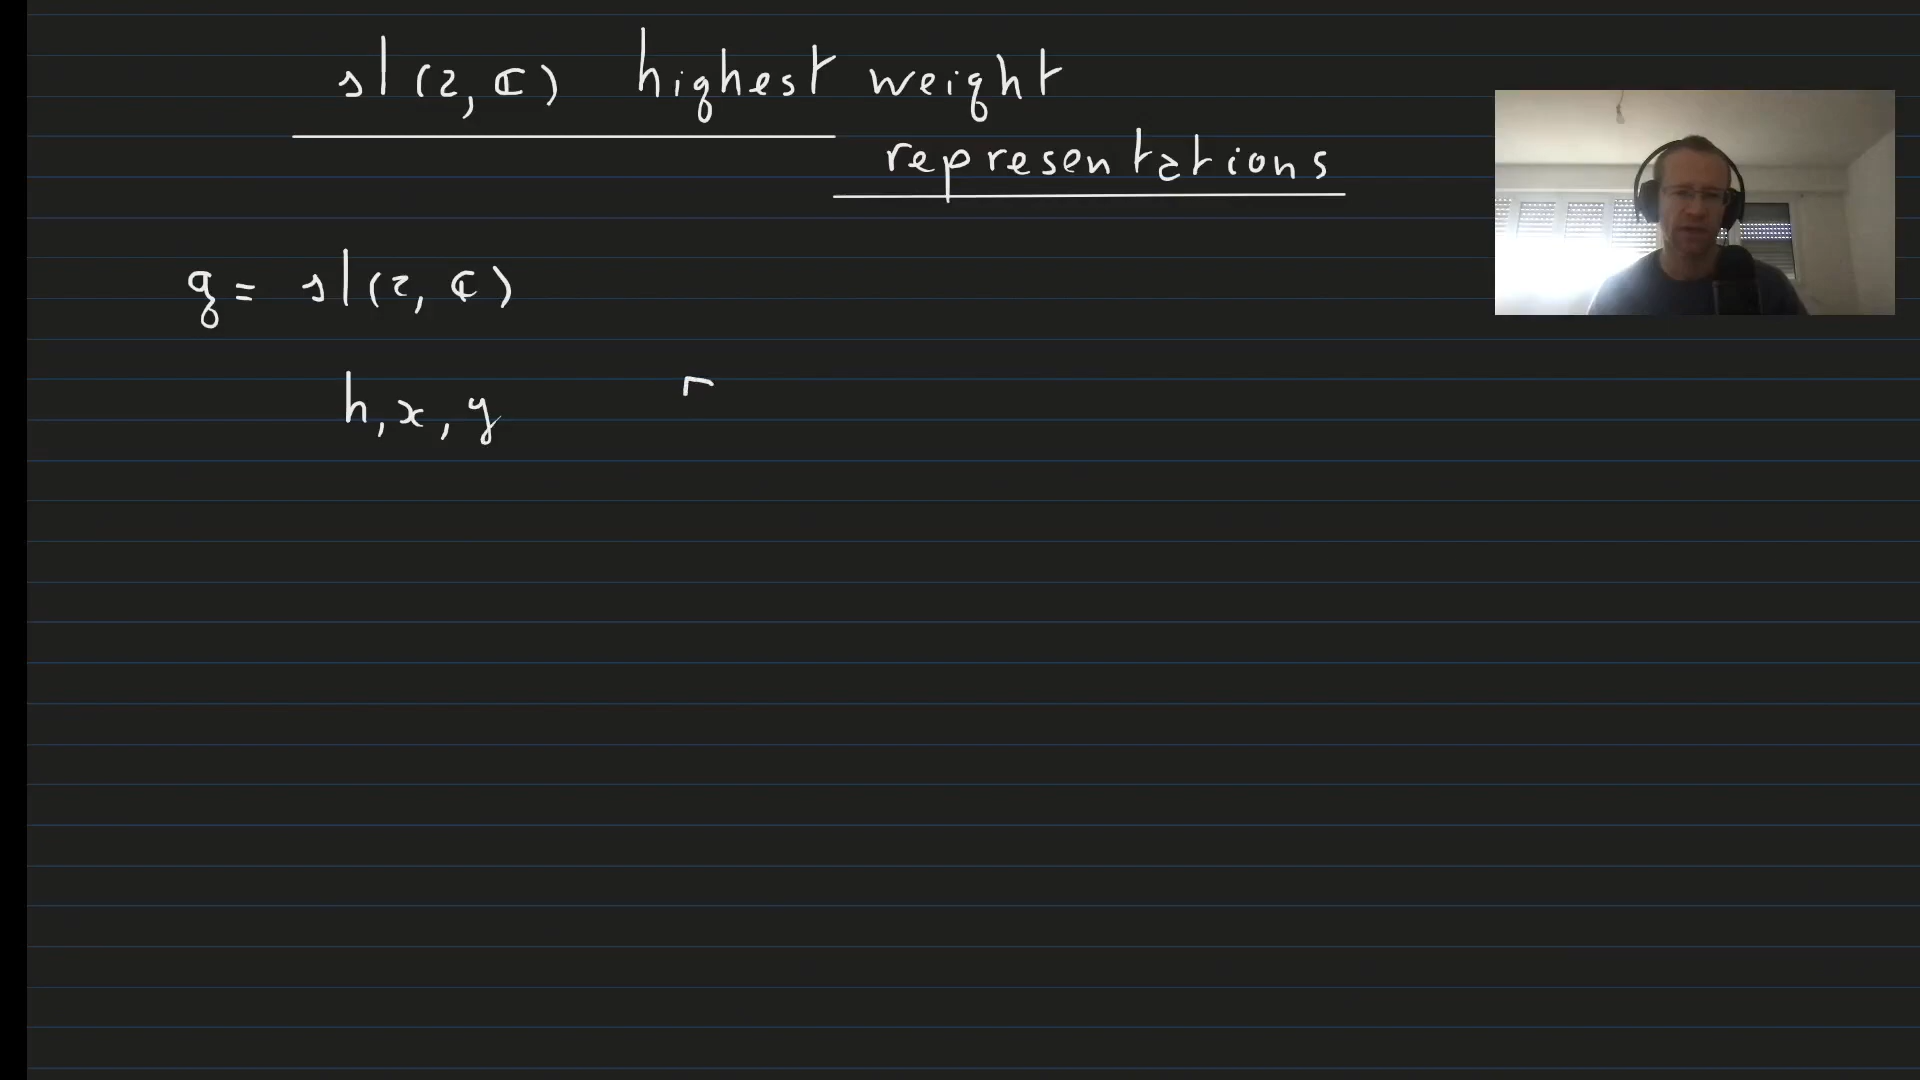 sl(2, ℂ) highest weight
representations
g = sl(2, ℂ)
h, x, y [